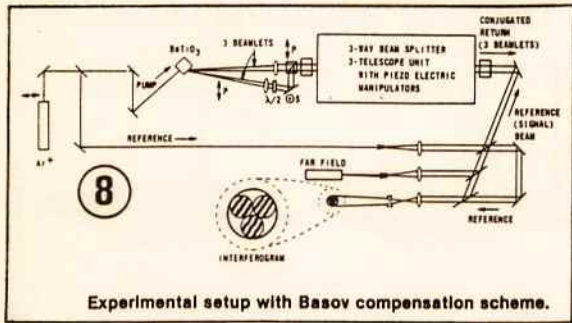 CONJUGATED
RETURN
(3 BEAMLETS)
BaTiO3
3 BEAMLETS
P
3-WAY BEAM SPLITTER
3-TELESCOPE UNIT
WITH PIEZO ELECTRIC
MANIPULATORS
PUMP
P
λ/2
S
REFERENCE
(SIGNAL)
BEAM
Ar+
REFERENCE
8
FAR FIELD
REFERENCE
INTERFEROGRAM
Experimental setup with Basov compensation scheme.